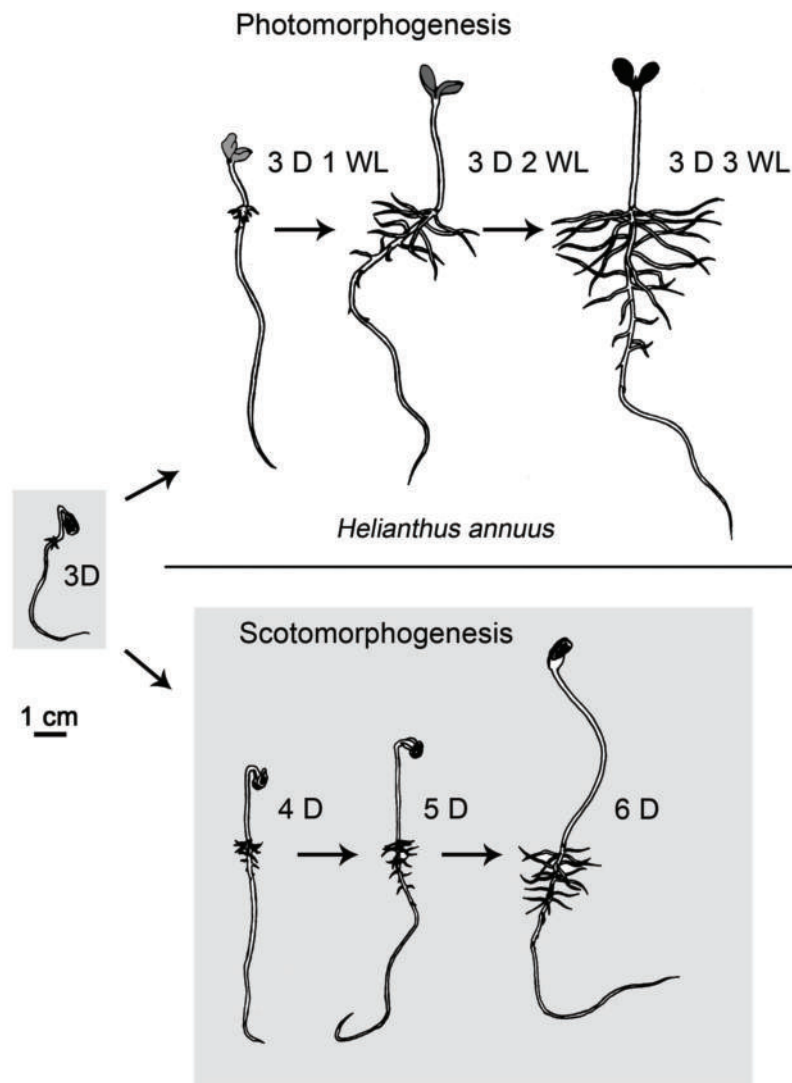 Photomorphogenesis
3 D 1 WL
3 D 2 WL
3 D 3 WL
Helianthus annuus
3D
1 cm
Scotomorphogenesis
4 D
5 D
6 D